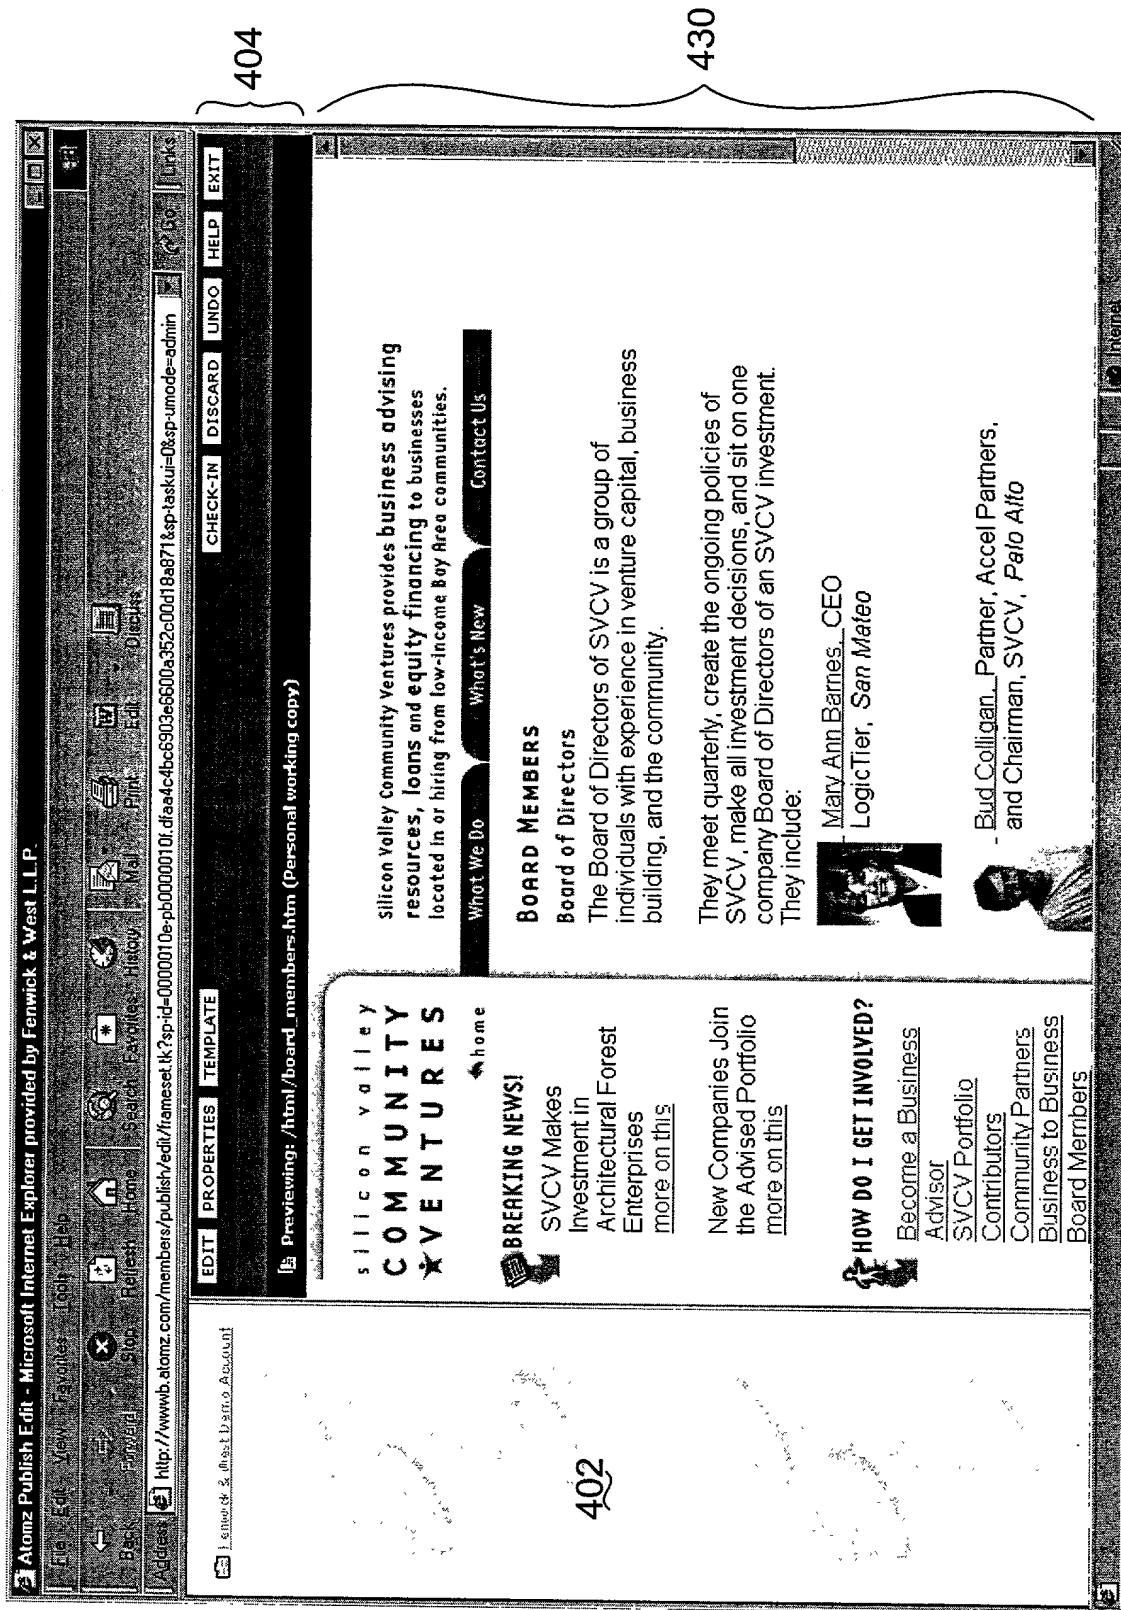 Atomz Publish Edit - Microsoft Internet Explorer provided by Fenwick & West L.L.P.
File Edit View Favorites Tools Help
Back Forward Stop Refresh Home Search Favorites History Mail Print Edit Discuss
Address http://wwwb.atomz.com/members/publish/edit/frameset.tk?sp-id=0000010e-pb0000010f.dfaa4c4bc6903e6600a352c00d18a871&sp-taskui=0&sp-umode=admin Go Links
Fenwick & West Demo Account
EDIT PROPERTIES TEMPLATE CHECK-IN DISCARD UNDO HELP EXIT
Previewing: /html/board_members.htm (Personal working copy)
404
402
430
silicon valley
COMMUNITY
VENTURES
home
BREAKING NEWS!
SVCV Makes
Investment in
Architectural Forest
Enterprises
more on this
New Companies Join
the Advised Portfolio
more on this
HOW DO I GET INVOLVED?
Become a Business
Advisor
SVCV Portfolio
Contributors
Community Partners
Business to Business
Board Members
Silicon Valley Community Ventures provides business advising
resources, loans and equity financing to businesses
located in or hiring from low-income Bay Area communities.
What We Do What's New Contact Us
BOARD MEMBERS
Board of Directors
The Board of Directors of SVCV is a group of
individuals with experience in venture capital, business
building, and the community.
They meet quarterly, create the ongoing policies of
SVCV, make all investment decisions, and sit on one
company Board of Directors of an SVCV investment.
They include:
- Mary Ann Barnes, CEO
LogicTier, San Mateo
- Bud Colligan, Partner, Accel Partners,
and Chairman, SVCV, Palo Alto
Internet